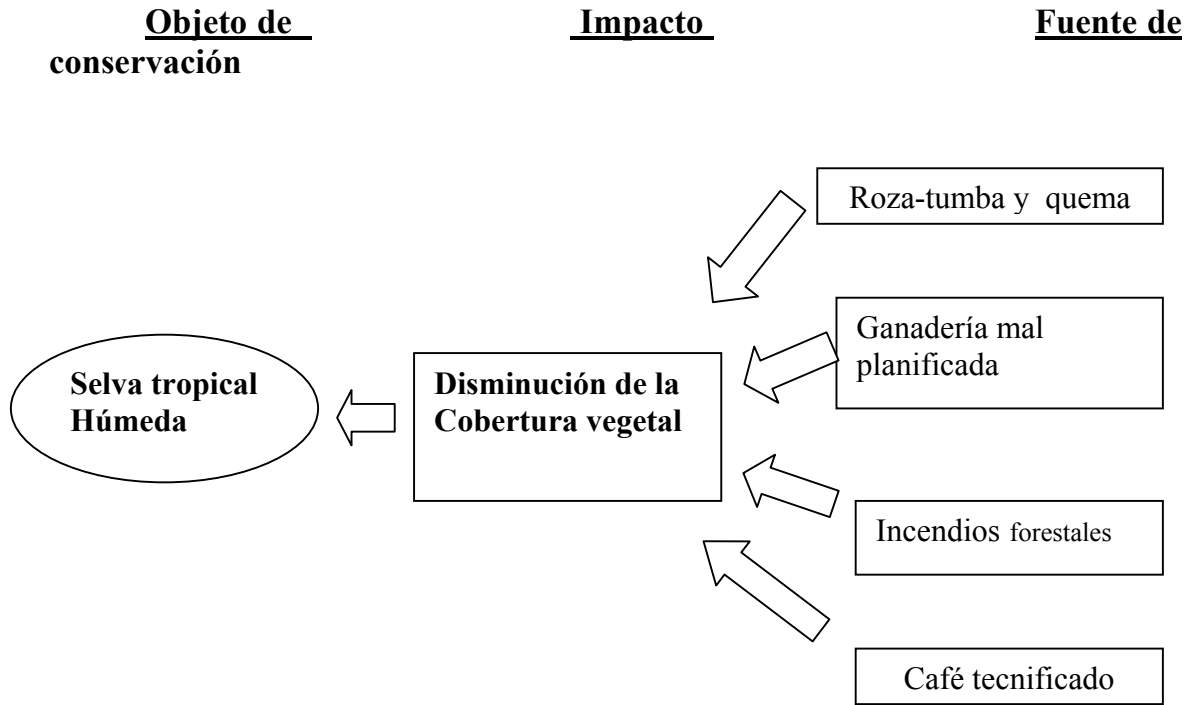 Objeto de Impacto Fuente de
conservación
Roza-tumba y quema
Ganadería mal
planificada
Selva tropical
Húmeda
Disminución de la
Cobertura vegetal
Incendios forestales
Café tecnificado